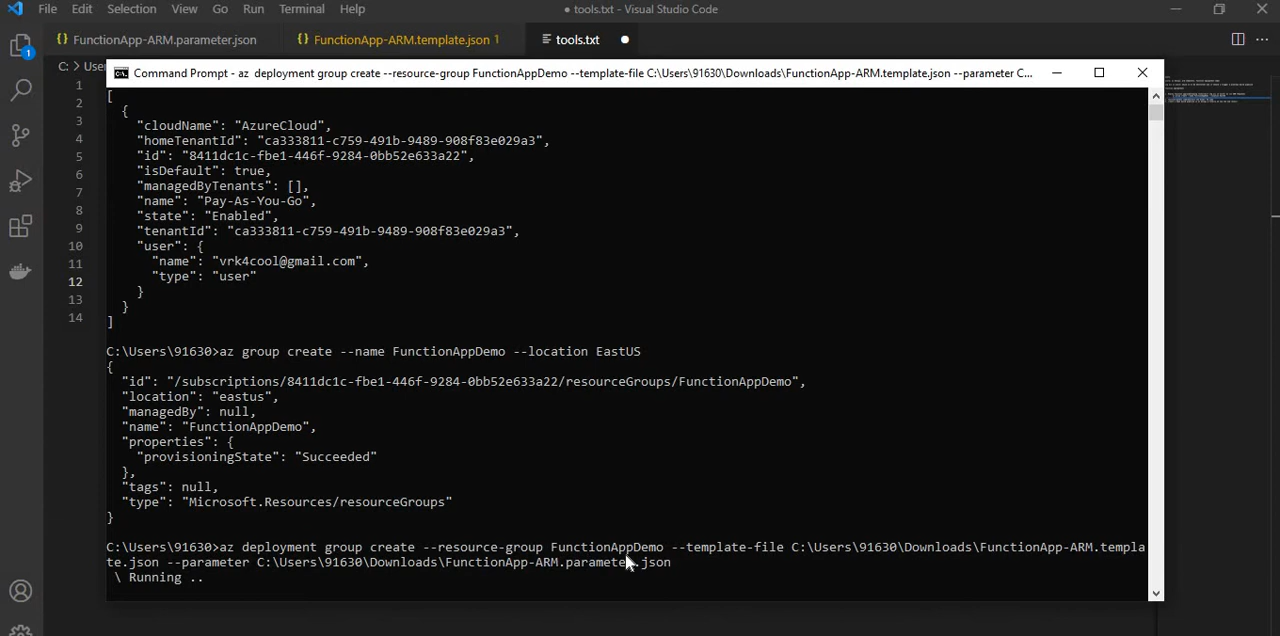 File Edit Selection View Go Run Terminal Help
● tools.txt - Visual Studio Code
{} FunctionApp-ARM.parameter.json
{} FunctionApp-ARM.template.json 1
tools.txt ●
C: > User
Command Prompt - az  deployment group create --resource-group FunctionAppDemo --template-file C:\Users\91630\Downloads\FunctionApp-ARM.template.json --parameter C...
1
2
3
4
5
6
7
8
9
10
11
12
13
14
[
  {
    "cloudName": "AzureCloud",
    "homeTenantId": "ca333811-c759-491b-9489-908f83e029a3",
    "id": "8411dc1c-fbe1-446f-9284-0bb52e633a22",
    "isDefault": true,
    "managedByTenants": [],
    "name": "Pay-As-You-Go",
    "state": "Enabled",
    "tenantId": "ca333811-c759-491b-9489-908f83e029a3",
    "user": {
      "name": "vrk4cool@gmail.com",
      "type": "user"
    }
  }
]
C:\Users\91630>az group create --name FunctionAppDemo --location EastUS
{
  "id": "/subscriptions/8411dc1c-fbe1-446f-9284-0bb52e633a22/resourceGroups/FunctionAppDemo",
  "location": "eastus",
  "managedBy": null,
  "name": "FunctionAppDemo",
  "properties": {
    "provisioningState": "Succeeded"
  },
  "tags": null,
  "type": "Microsoft.Resources/resourceGroups"
}
C:\Users\91630>az deployment group create --resource-group FunctionAppDemo --template-file C:\Users\91630\Downloads\FunctionApp-ARM.templa
te.json --parameter C:\Users\91630\Downloads\FunctionApp-ARM.parameter.json
\ Running ..
1